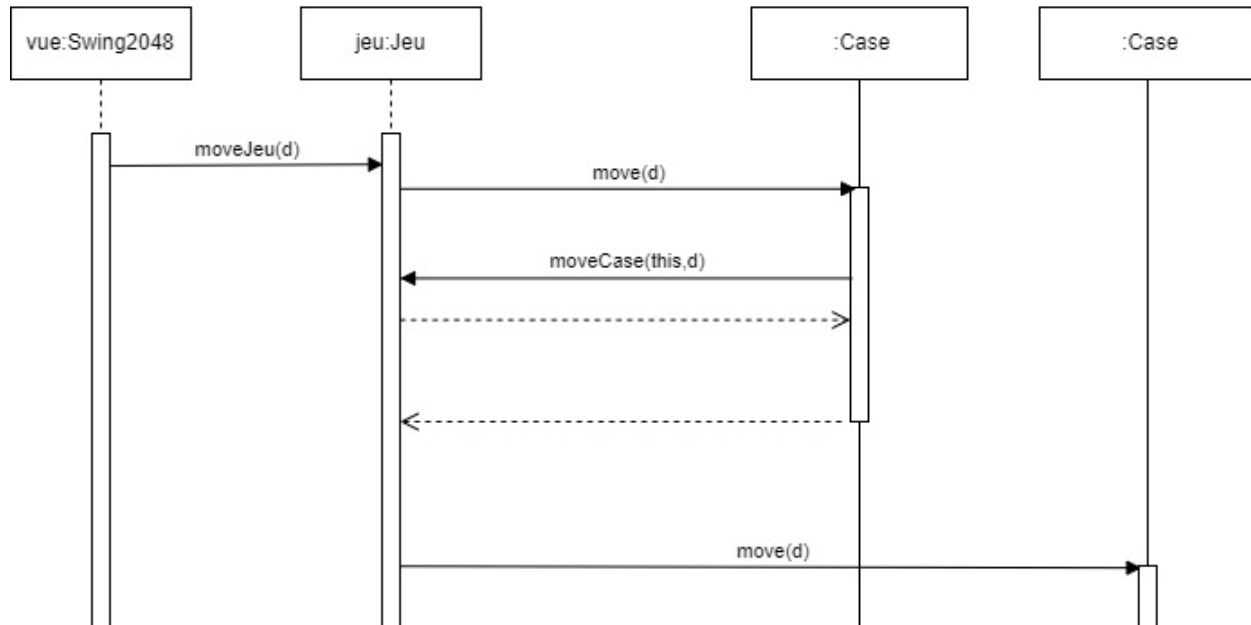 vue:Swing2048
jeu:Jeu
:Case
:Case
moveJeu(d)
move(d)
moveCase(this,d)
move(d)